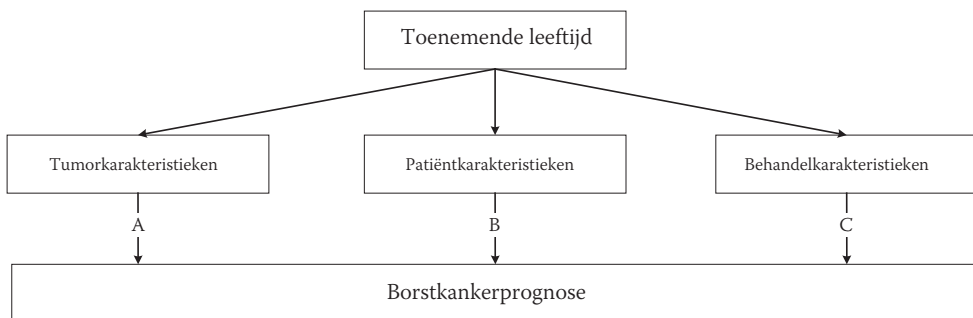 Toenemende leeftijd
Tumorkarakteristieken
Patiëntkarakteristieken
Behandelkarakteristieken
A
B
C
Borstkankerprognose